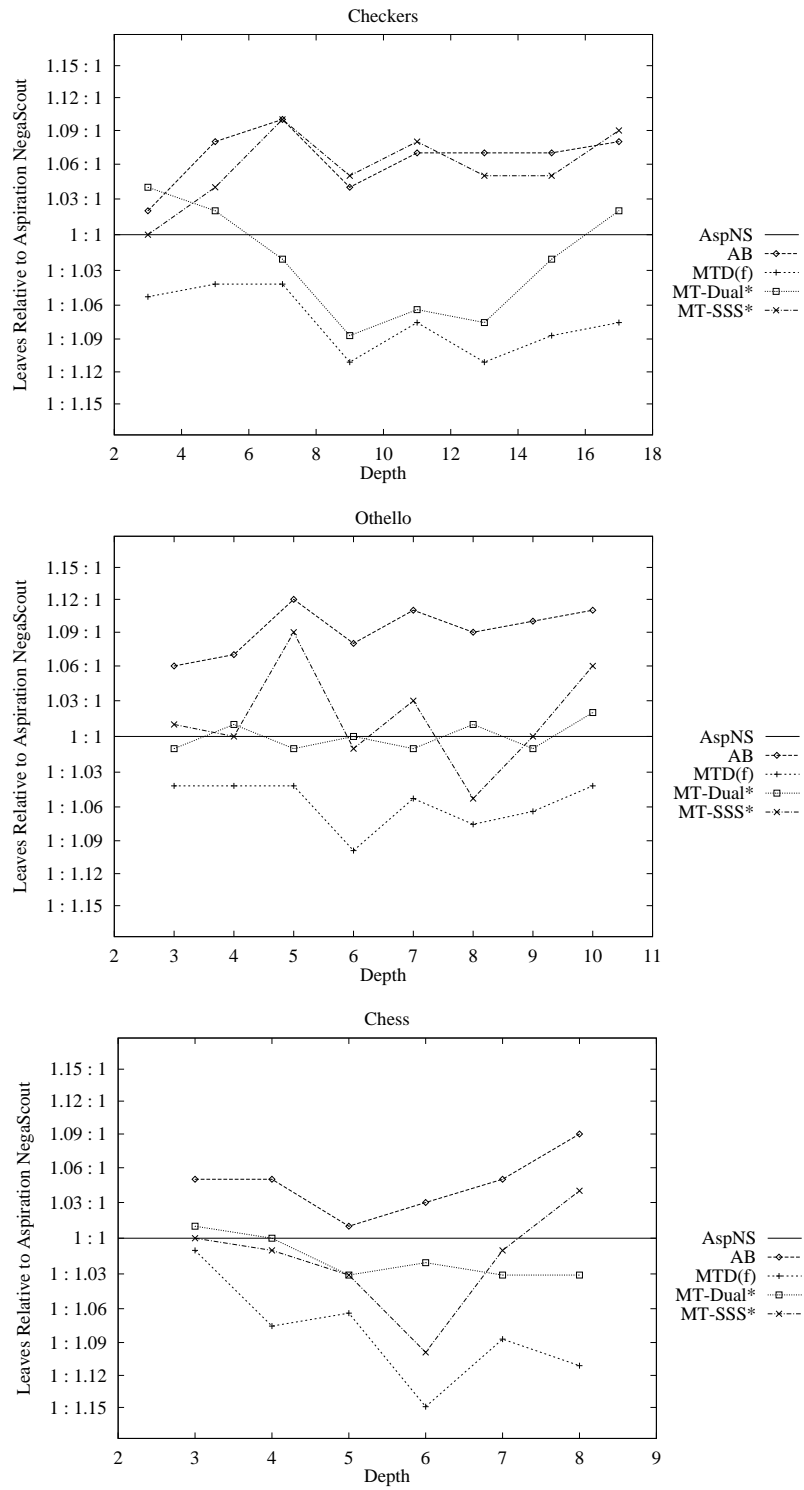 Checkers
Leaves Relative to Aspiration NegaScout
1.15 : 1
1.12 : 1
1.09 : 1
1.06 : 1
1.03 : 1
1 : 1
1 : 1.03
1 : 1.06
1 : 1.09
1 : 1.12
1 : 1.15
2 4 6 8 10 12 14 16 18
Depth
AspNS
AB
MTD(f)
MT-Dual*
MT-SSS*
Othello
Leaves Relative to Aspiration NegaScout
1.15 : 1
1.12 : 1
1.09 : 1
1.06 : 1
1.03 : 1
1 : 1
1 : 1.03
1 : 1.06
1 : 1.09
1 : 1.12
1 : 1.15
2 3 4 5 6 7 8 9 10 11
Depth
AspNS
AB
MTD(f)
MT-Dual*
MT-SSS*
Chess
Leaves Relative to Aspiration NegaScout
1.15 : 1
1.12 : 1
1.09 : 1
1.06 : 1
1.03 : 1
1 : 1
1 : 1.03
1 : 1.06
1 : 1.09
1 : 1.12
1 : 1.15
2 3 4 5 6 7 8 9
Depth
AspNS
AB
MTD(f)
MT-Dual*
MT-SSS*